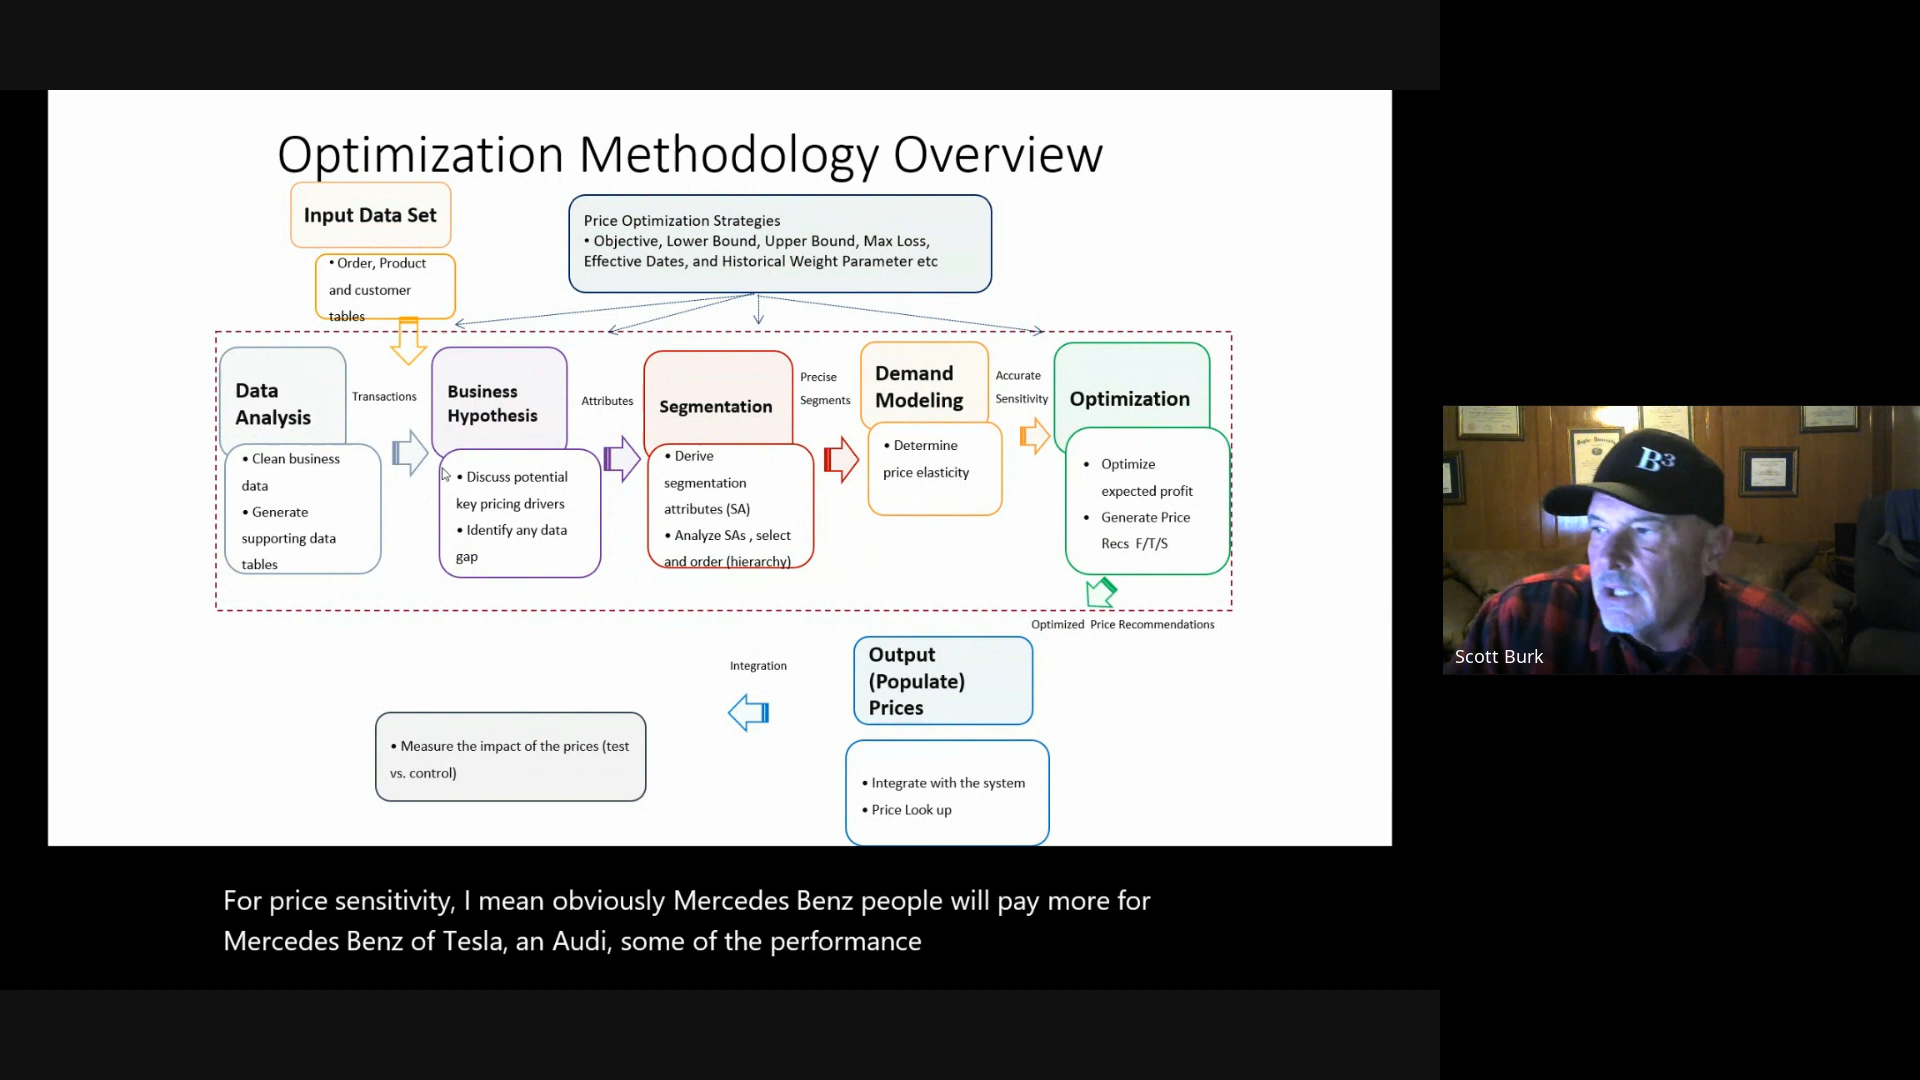 Optimization Methodology Overview
Input Data Set
• Order, Product
and customer
tables
Price Optimization Strategies
• Objective, Lower Bound, Upper Bound, Max Loss,
Effective Dates, and Historical Weight Parameter etc
Data
Analysis
• Clean business
data
• Generate
supporting data
tables
Transactions
Business
Hypothesis
• Discuss potential
key pricing drivers
• Identify any data
gap
Attributes
Segmentation
• Derive
segmentation
attributes (SA)
• Analyze SAs , select
and order (hierarchy)
Precise
Segments
Demand
Modeling
• Determine
price elasticity
Accurate
Sensitivity
Optimization
• Optimize
expected profit
• Generate Price
Recs F/T/S
Optimized Price Recommendations
Output
(Populate)
Prices
• Integrate with the system
• Price Look up
Integration
• Measure the impact of the prices (test
vs. control)
B3
Scott Burk
For price sensitivity, I mean obviously Mercedes Benz people will pay more for
Mercedes Benz of Tesla, an Audi, some of the performance